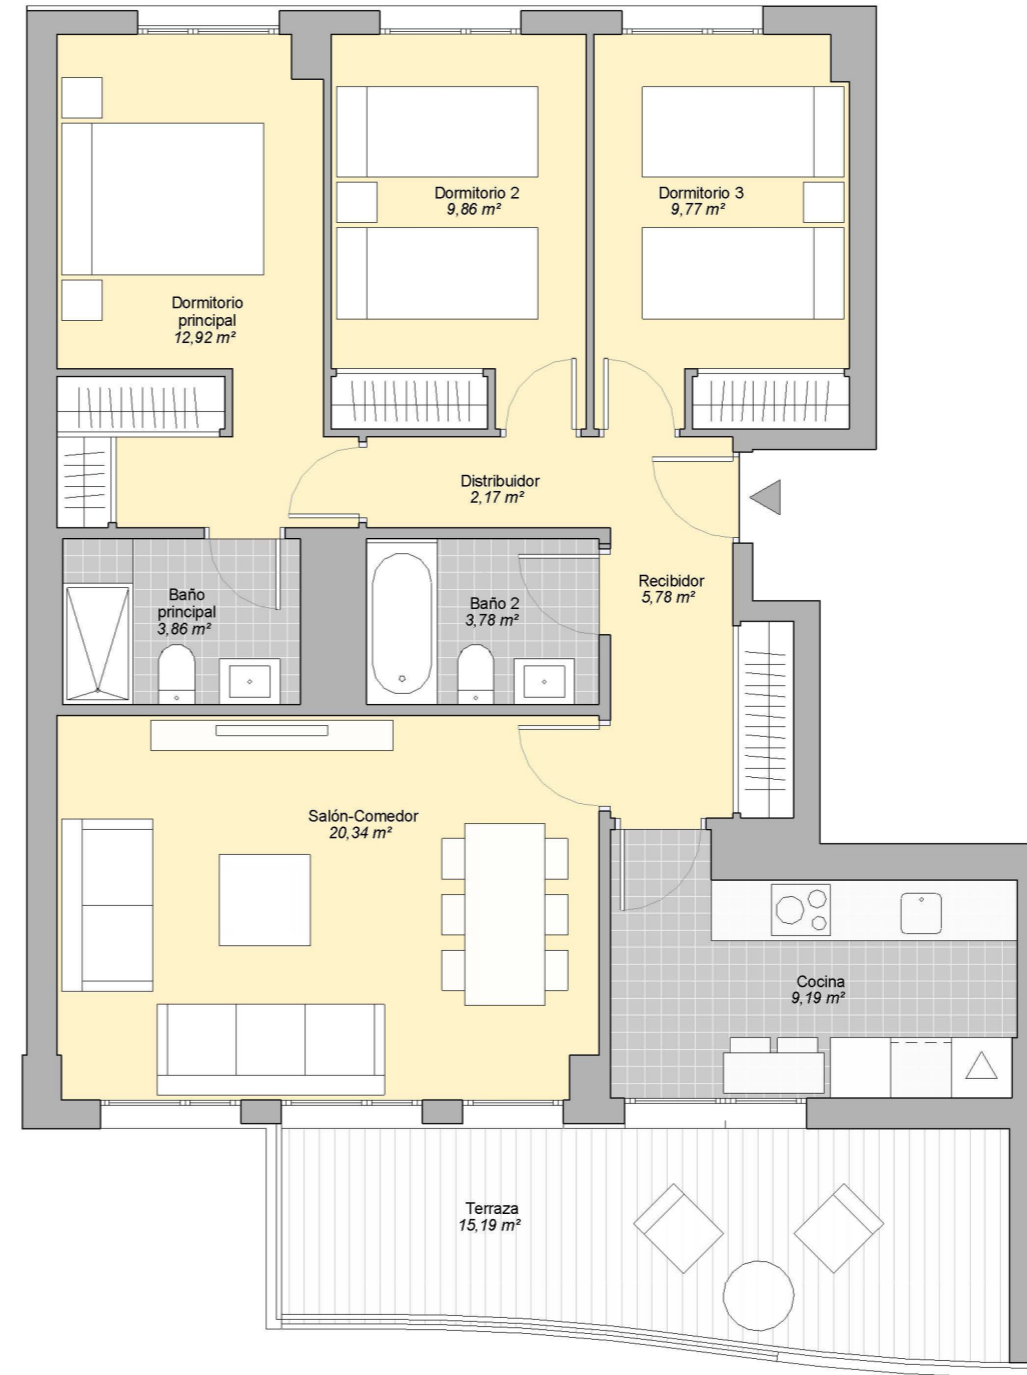 Dormitorio 2
9,86 m²
Dormitorio 3
9,77 m²
Dormitorio
principal
12,92 m²
Distribuidor
2,17 m²
Recibidor
5,78 m²
Baño
principal
3,86 m²
Baño 2
3,78 m²
Salón-Comedor
20,34 m²
Cocina
9,19 m²
Terraza
15,19 m²